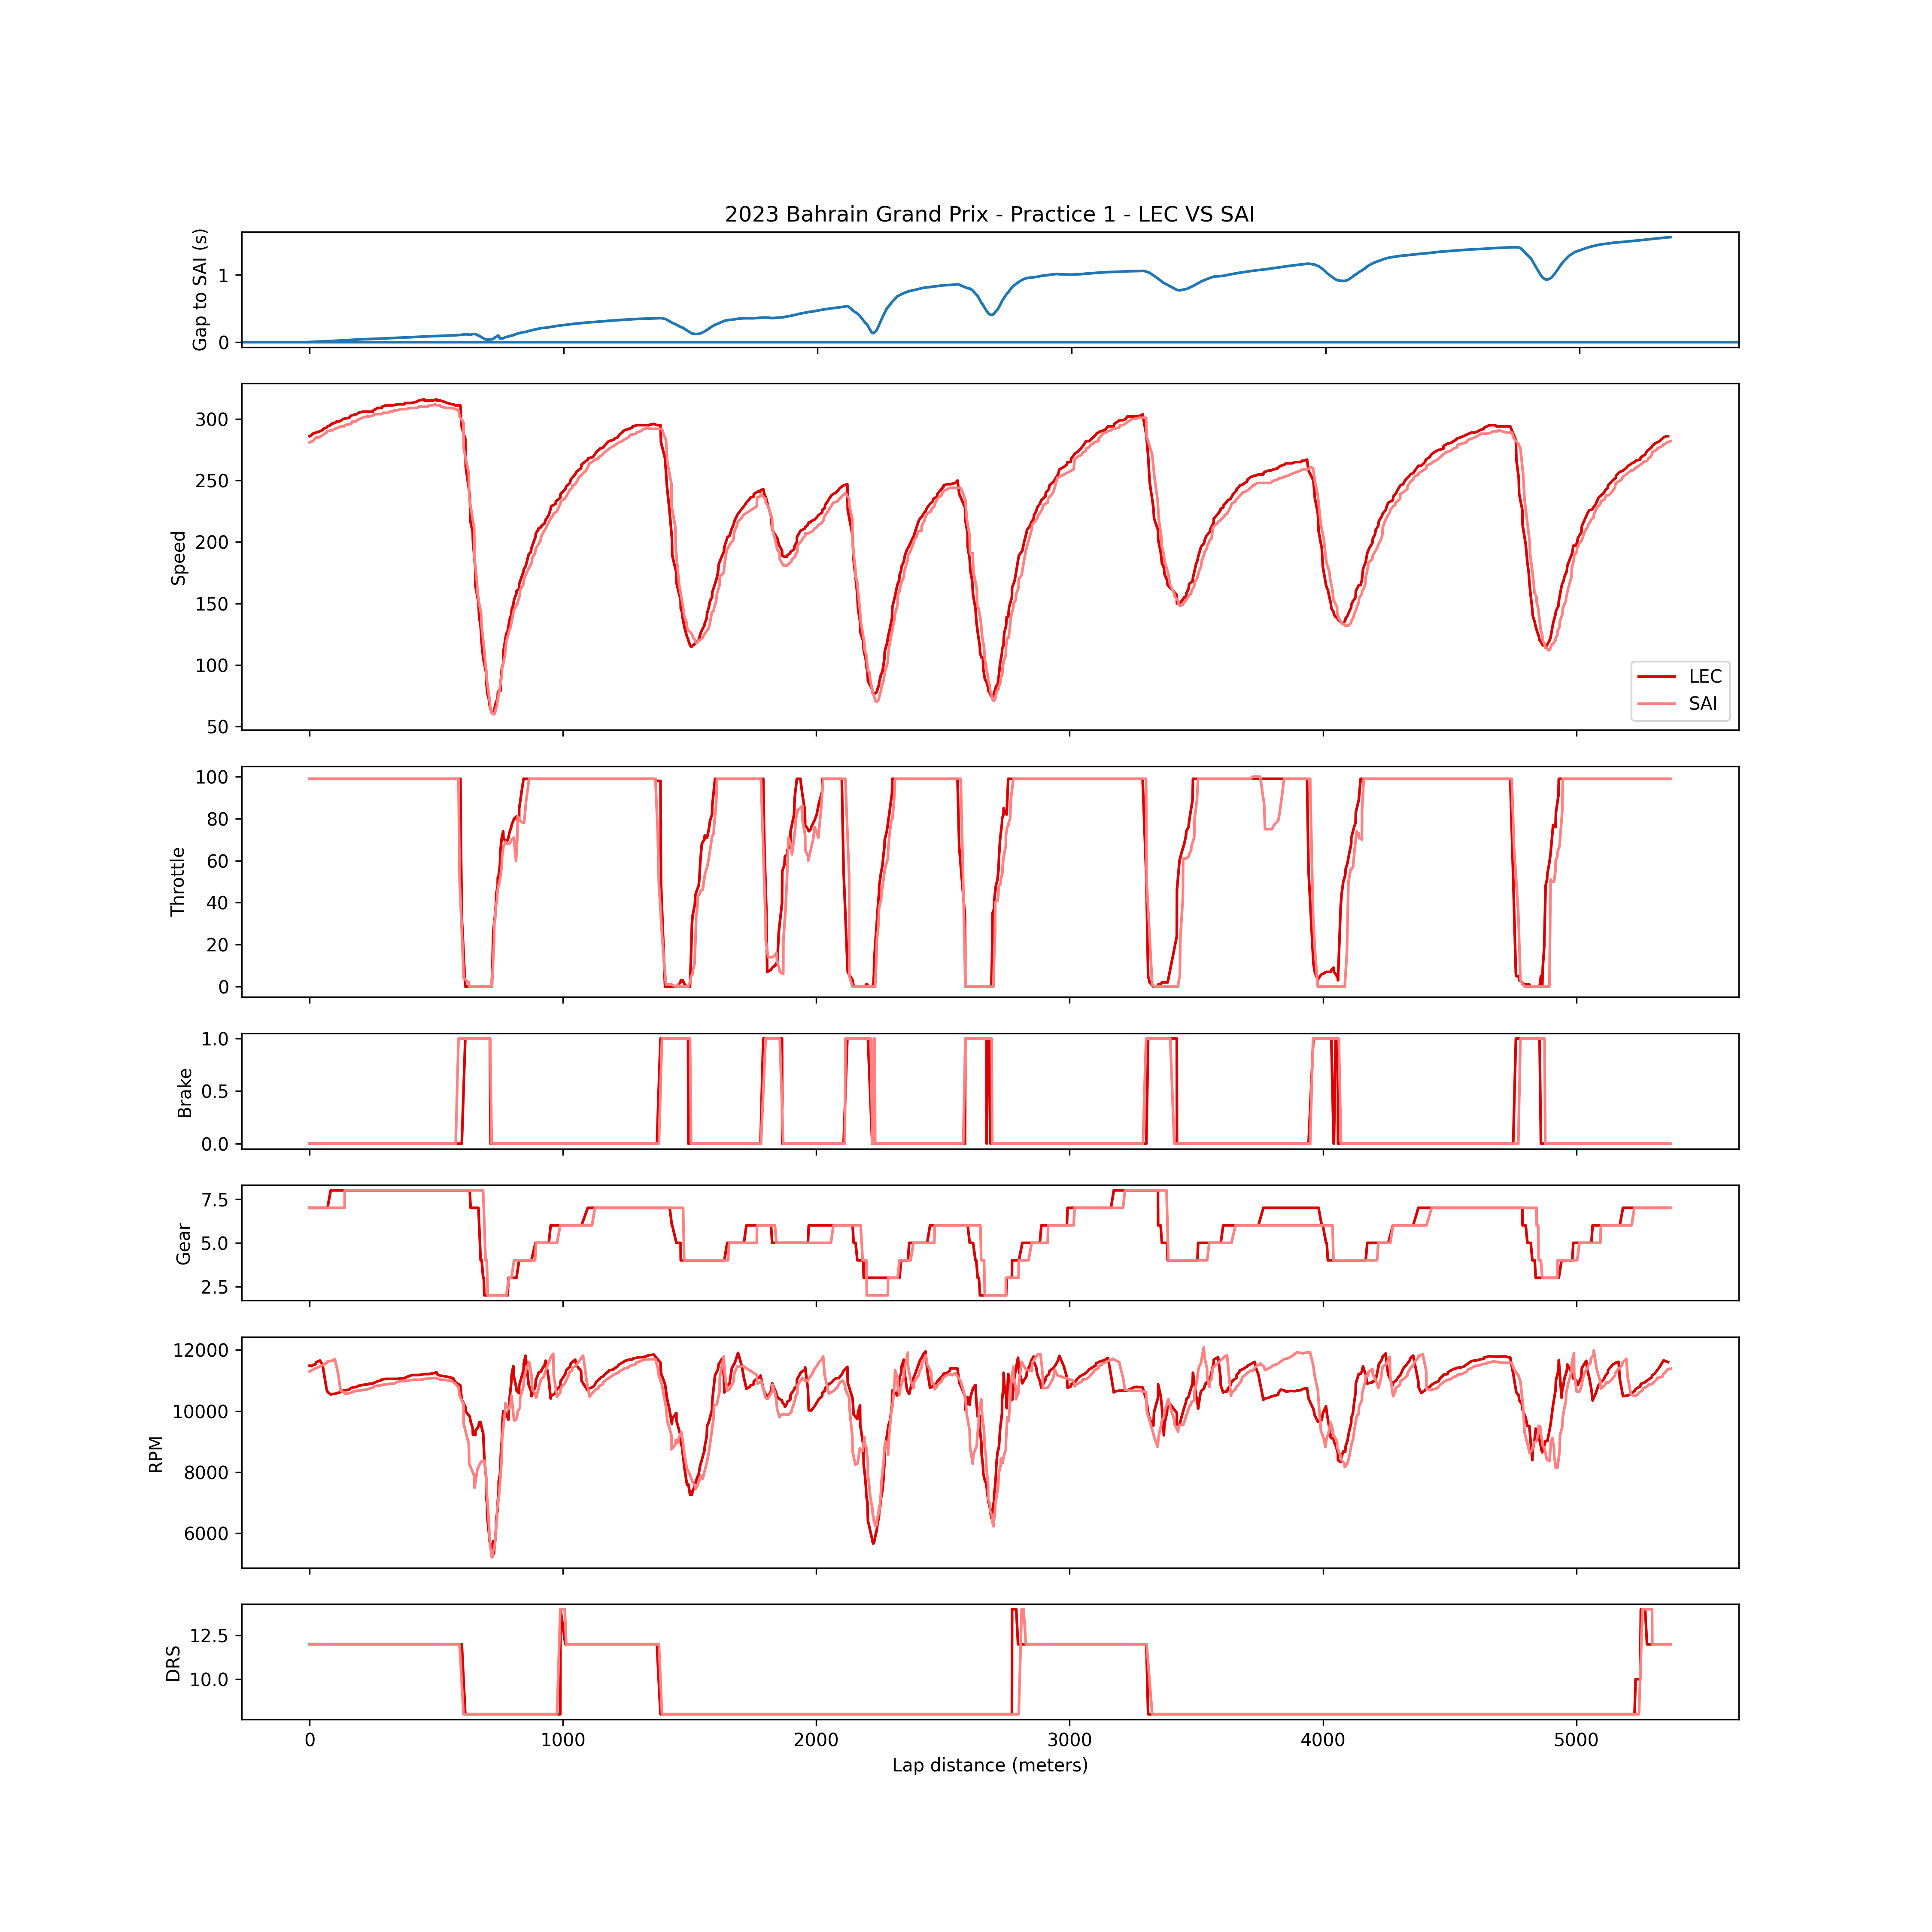 2023 Bahrain Grand Prix - Practice 1 - LEC VS SAI
Gap to SAI (s)
1
0
Speed
300
250
200
150
100
50
LEC
SAI
Throttle
100
80
60
40
20
0
Brake
1.0
0.5
0.0
Gear
7.5
5.0
2.5
RPM
12000
10000
8000
6000
DRS
12.5
10.0
0 1000 2000 3000 4000 5000
Lap distance (meters)